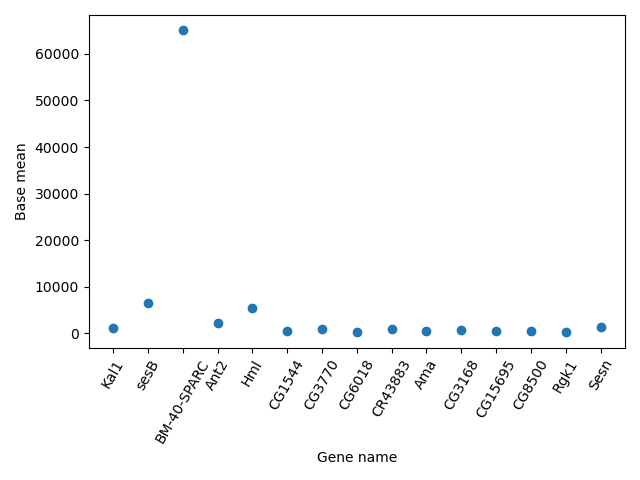 60000
50000
40000
30000
20000
10000
0
Base mean
Kal1
sesB
BM-40-SPARC
Ant2
Hml
CG1544
CG3770
CG6018
CR43883
Ama
CG3168
CG15695
CG8500
Rgk1
Sesn
Gene name